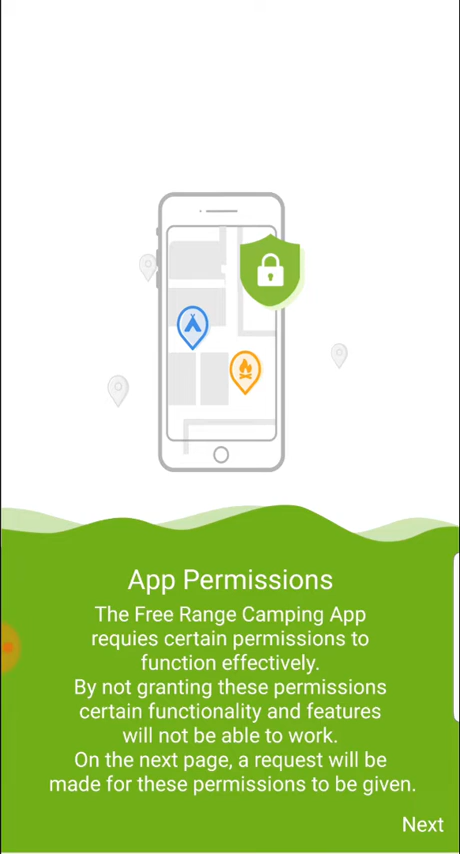 App Permissions
The Free Range Camping App
requies certain permissions to
function effectively.
By not granting these permissions
certain functionality and features
will not be able to work.
On the next page, a request will be
made for these permissions to be given.
Next